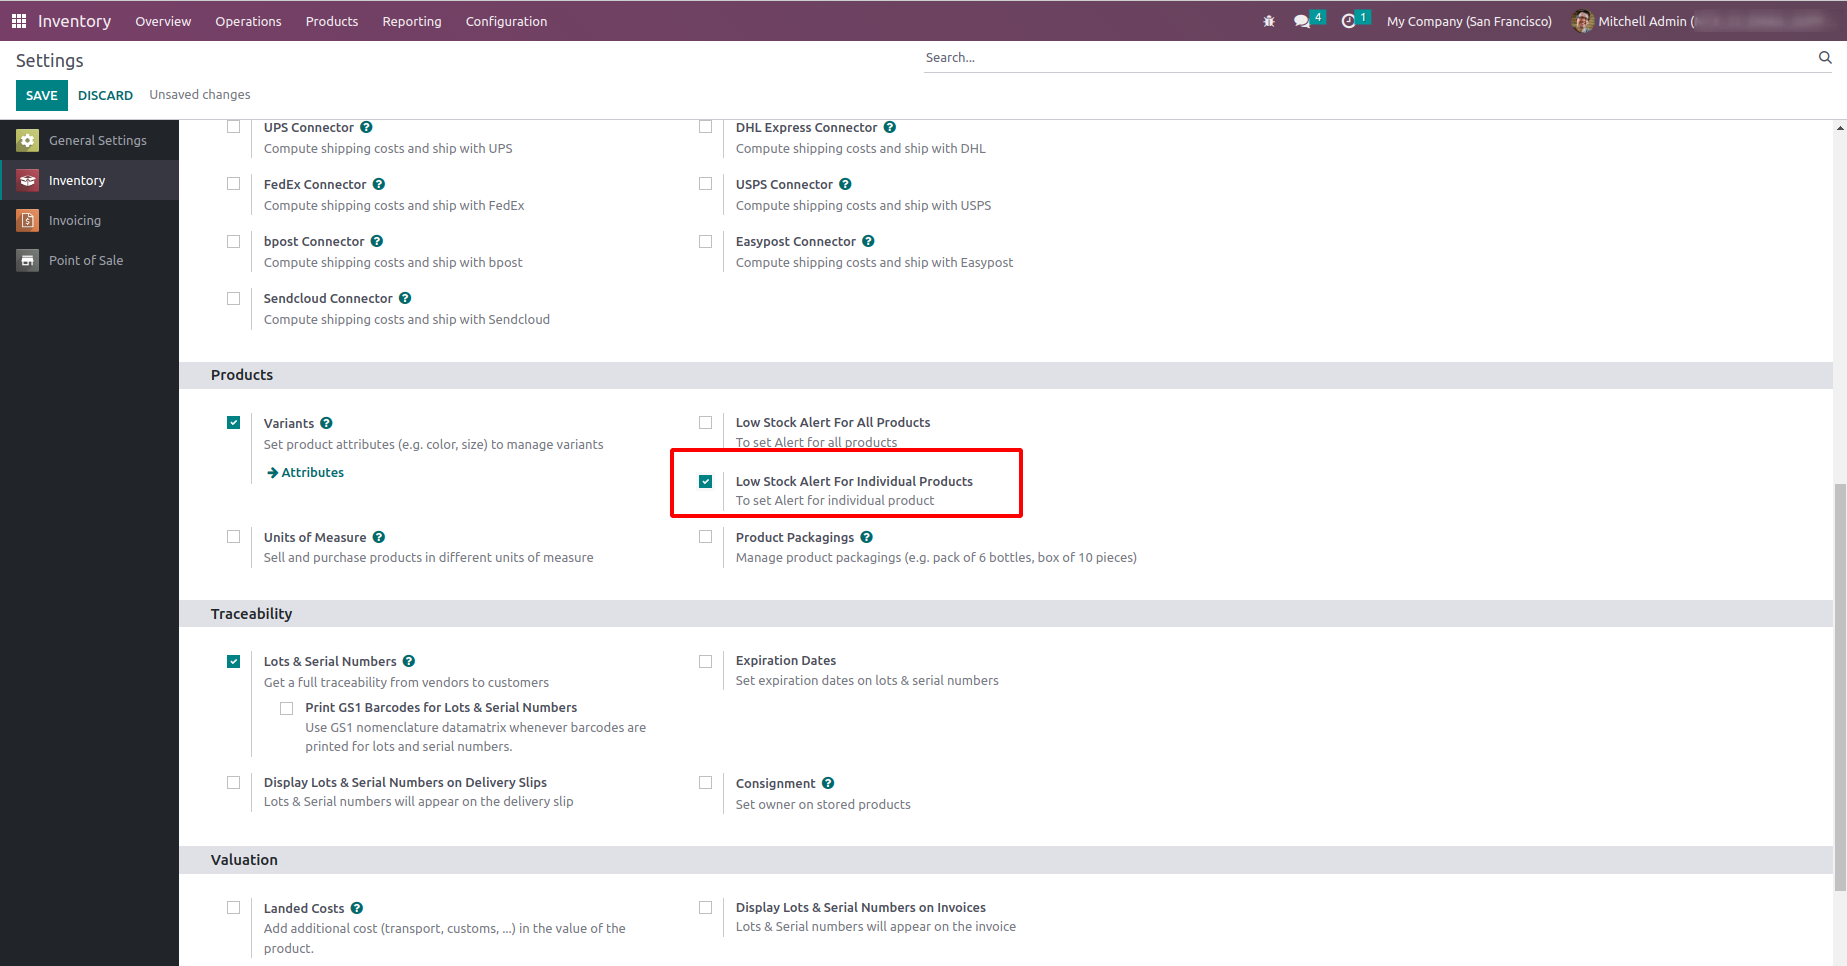 Inventory Overview Operations Products Reporting Configuration 4 1 My Company (San Francisco) Mitchell Admin (
Settings
Search...
SAVE DISCARD Unsaved changes
General Settings
Inventory
Invoicing
Point of Sale
UPS Connector ?
Compute shipping costs and ship with UPS
DHL Express Connector ?
Compute shipping costs and ship with DHL
FedEx Connector ?
Compute shipping costs and ship with FedEx
USPS Connector ?
Compute shipping costs and ship with USPS
bpost Connector ?
Compute shipping costs and ship with bpost
Easypost Connector ?
Compute shipping costs and ship with Easypost
Sendcloud Connector ?
Compute shipping costs and ship with Sendcloud
Products
Variants ?
Set product attributes (e.g. color, size) to manage variants
Attributes
Low Stock Alert For All Products
To set Alert for all products
Low Stock Alert For Individual Products
To set Alert for individual product
Units of Measure ?
Sell and purchase products in different units of measure
Product Packagings ?
Manage product packagings (e.g. pack of 6 bottles, box of 10 pieces)
Traceability
Lots & Serial Numbers ?
Get a full traceability from vendors to customers
Print GS1 Barcodes for Lots & Serial Numbers
Use GS1 nomenclature datamatrix whenever barcodes are
printed for lots and serial numbers.
Expiration Dates
Set expiration dates on lots & serial numbers
Display Lots & Serial Numbers on Delivery Slips
Lots & Serial numbers will appear on the delivery slip
Consignment ?
Set owner on stored products
Valuation
Landed Costs ?
Add additional cost (transport, customs, ...) in the value of the
product.
Display Lots & Serial Numbers on Invoices
Lots & Serial numbers will appear on the invoice